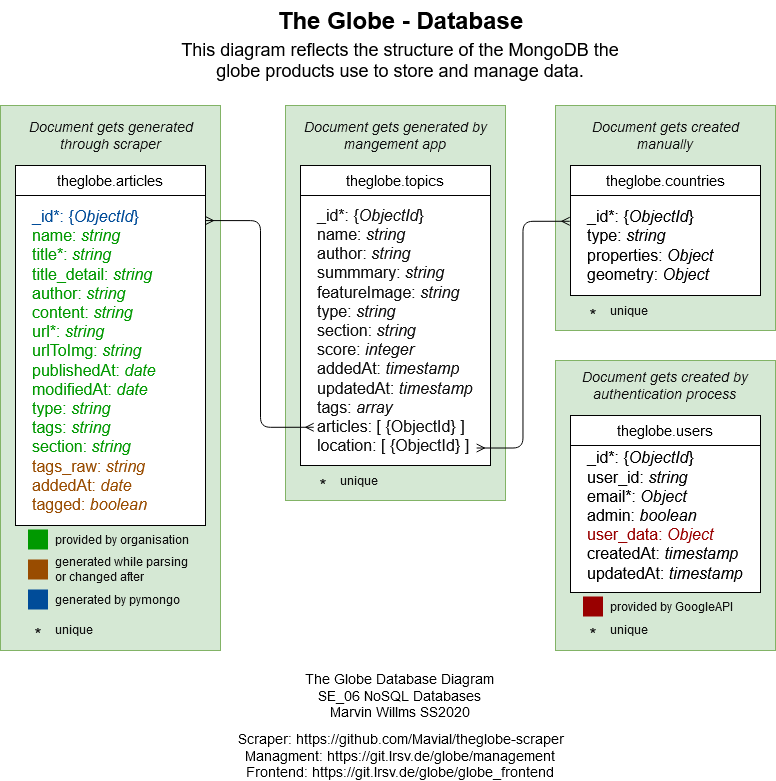 The Globe - Database
This diagram reflects the structure of the MongoDB the
globe products use to store and manage data.
Document gets generated
through scraper
theglobe.articles
_id*: {ObjectId}
name: string
title*: string
title_detail: string
author: string
content: string
url*: string
urlToImg: string
publishedAt: date
modifiedAt: date
type: string
tags: string
section: string
tags_raw: string
addedAt: date
tagged: boolean
provided by organisation
generated while parsing
or changed after
generated by pymongo
* unique
Document gets generated by
mangement app
theglobe.topics
_id*: {ObjectId}
name: string
author: string
summmary: string
featureImage: string
type: string
section: string
score: integer
addedAt: timestamp
updatedAt: timestamp
tags: array
articles: [ {ObjectId} ]
location: [ {ObjectId} ]
* unique
Document gets created
manually
theglobe.countries
_id*: {ObjectId}
type: string
properties: Object
geometry: Object
* unique
Document gets created by
authentication process
theglobe.users
_id*: {ObjectId}
user_id: string
email*: Object
admin: boolean
user_data: Object
createdAt: timestamp
updatedAt: timestamp
provided by GoogleAPI
* unique
The Globe Database Diagram
SE_06 NoSQL Databases
Marvin Willms SS2020
Scraper: https://github.com/Mavial/theglobe-scraper
Managment: https://git.lrsv.de/globe/management
Frontend: https://git.lrsv.de/globe/globe_frontend